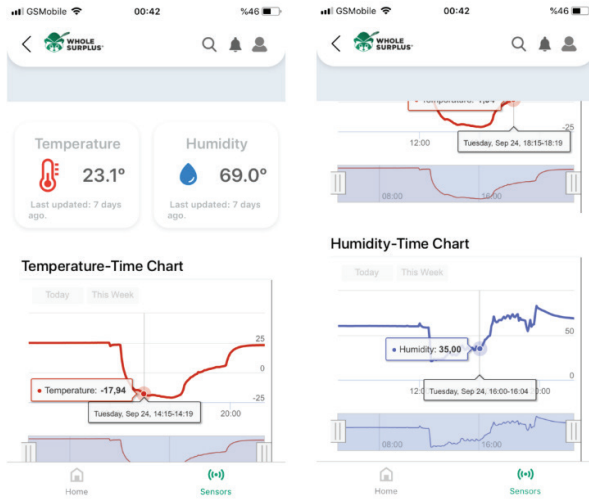 GSMobile 00:42 %46
WHOLE
SURPLUS
Temperature Humidity
23.1° 69.0°
Last updated: 7 days
ago.
Last updated: 7 days
ago.
Temperature-Time Chart
Today This Week
25
0
-25
Temperature: -17,94
Tuesday, Sep 24, 14:15-14:19
20:00
Home Sensors
GSMobile 00:42 %46
WHOLE
SURPLUS
-25
12:00
Tuesday, Sep 24, 18:15-18:19
08:00 16:00
Humidity-Time Chart
Today This Week
50
Humidity: 35,00
0
Tuesday, Sep 24, 16:00-16:04
08:00 16:00
Home Sensors